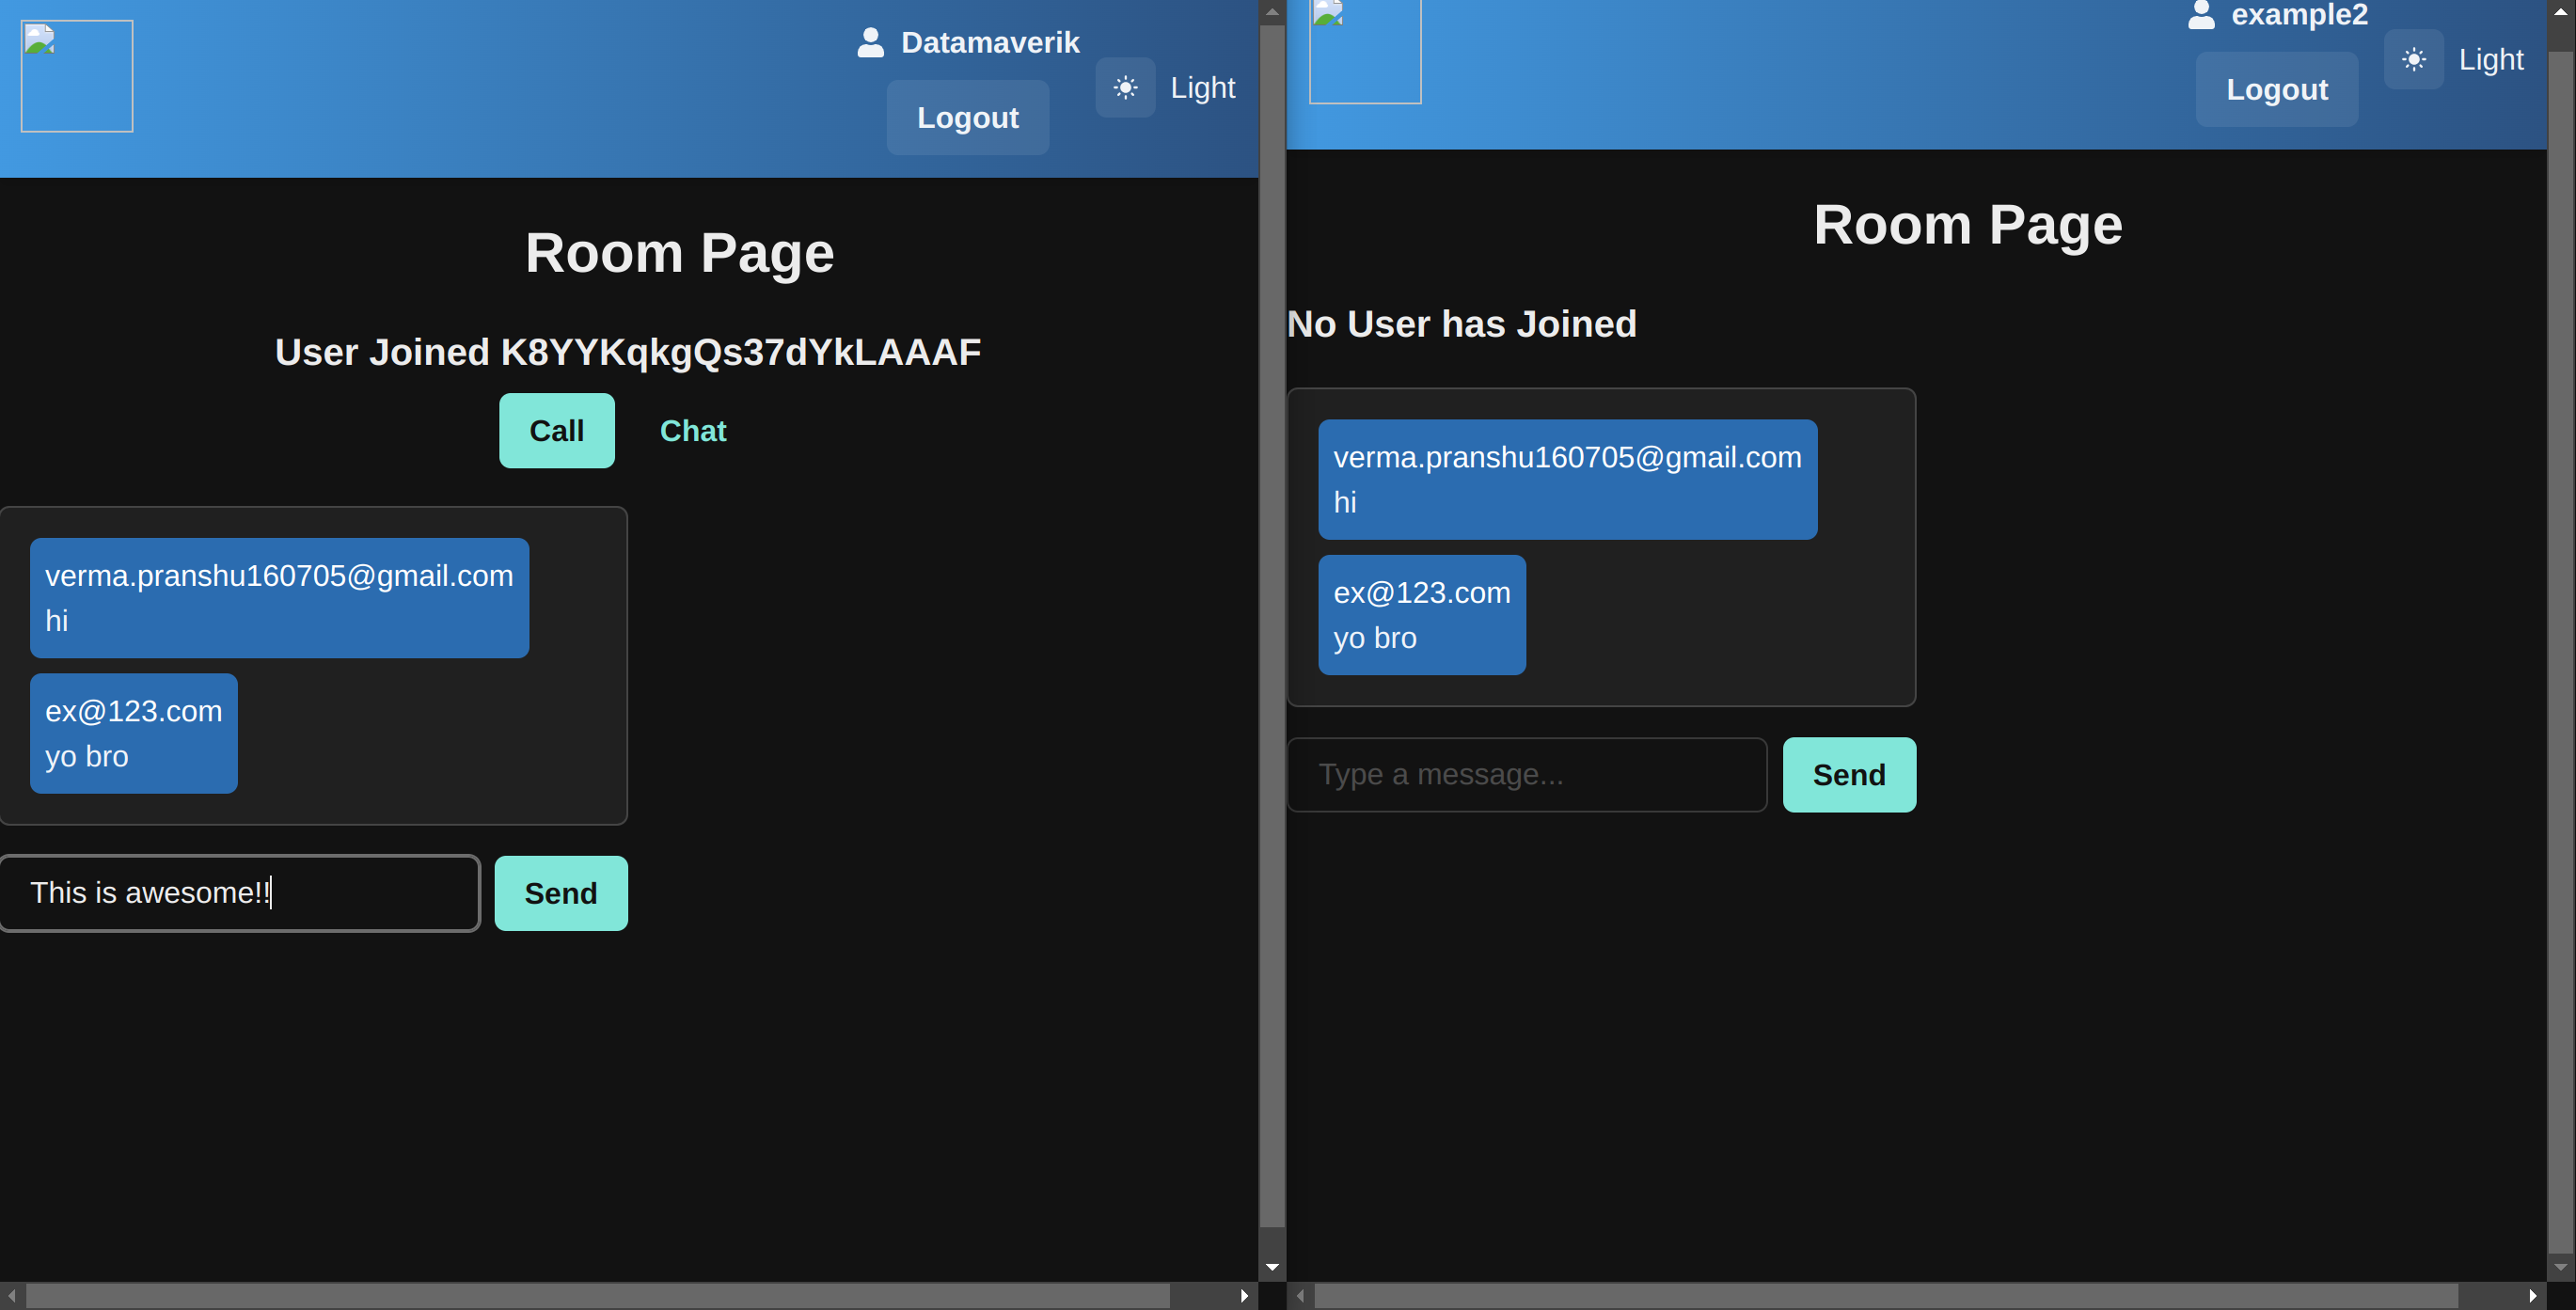 Datamaverik
Logout
Light
Room Page
User Joined K8YYKqkgQs37dYkLAAAF
Call
Chat
verma.pranshu160705@gmail.com
hi
ex@123.com
yo bro
This is awesome!!
Send
example2
Logout
Light
Room Page
No User has Joined
verma.pranshu160705@gmail.com
hi
ex@123.com
yo bro
Type a message...
Send